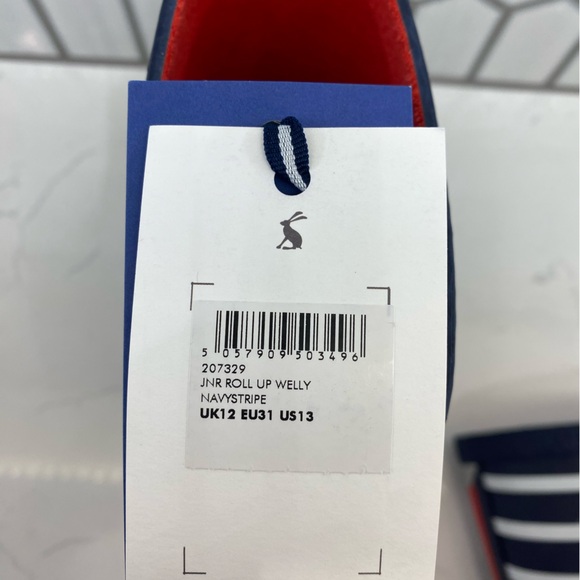 5 057909 503496
207329
JNR ROLL UP WELLY
NAVYSTRIPE
UK12 EU31 US13